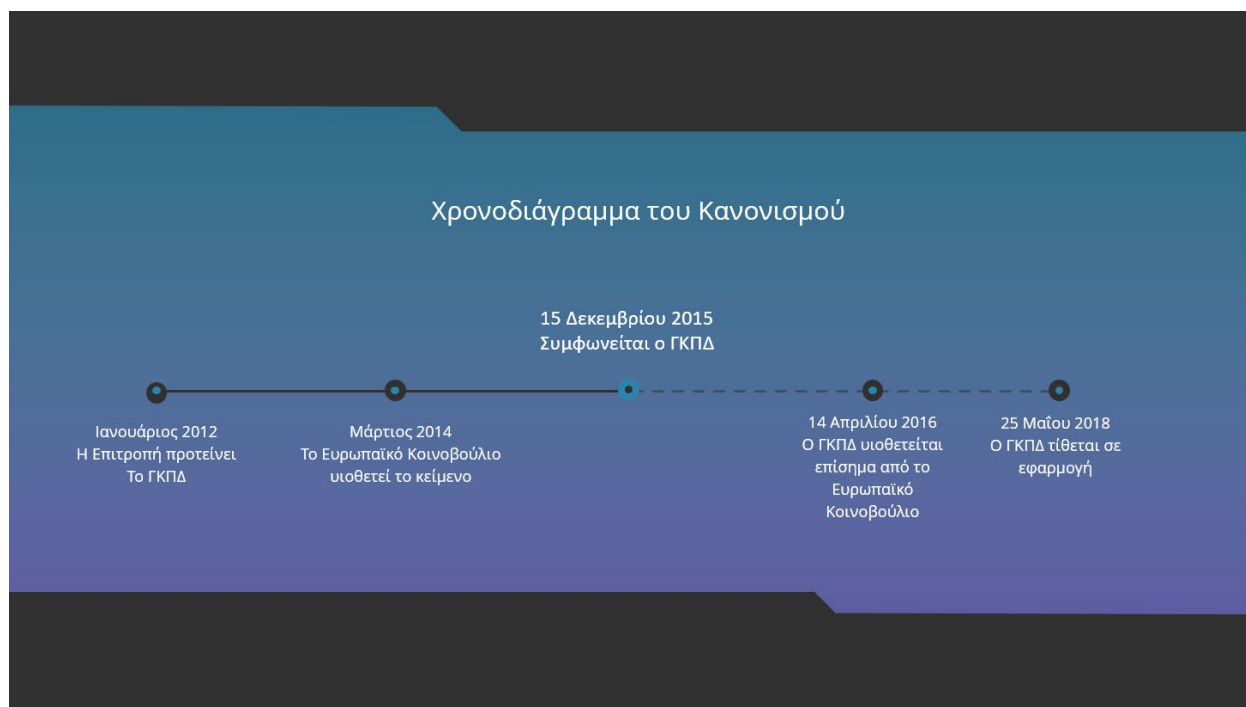 Χρονοδιάγραμμα του Κανονισμού
15 Δεκεμβρίου 2015
Συμφωνείται ο ΓΚΠΔ
Ιανουάριος 2012
Η Επιτροπή προτείνει
Το ΓΚΠΔ
Μάρτιος 2014
Το Ευρωπαϊκό Κοινοβούλιο
υιοθετεί το κείμενο
14 Απριλίου 2016
Ο ΓΚΠΔ υιοθετείται
επίσημα από το
Ευρωπαϊκό
Κοινοβούλιο
25 Μαΐου 2018
Ο ΓΚΠΔ τίθεται σε
εφαρμογή